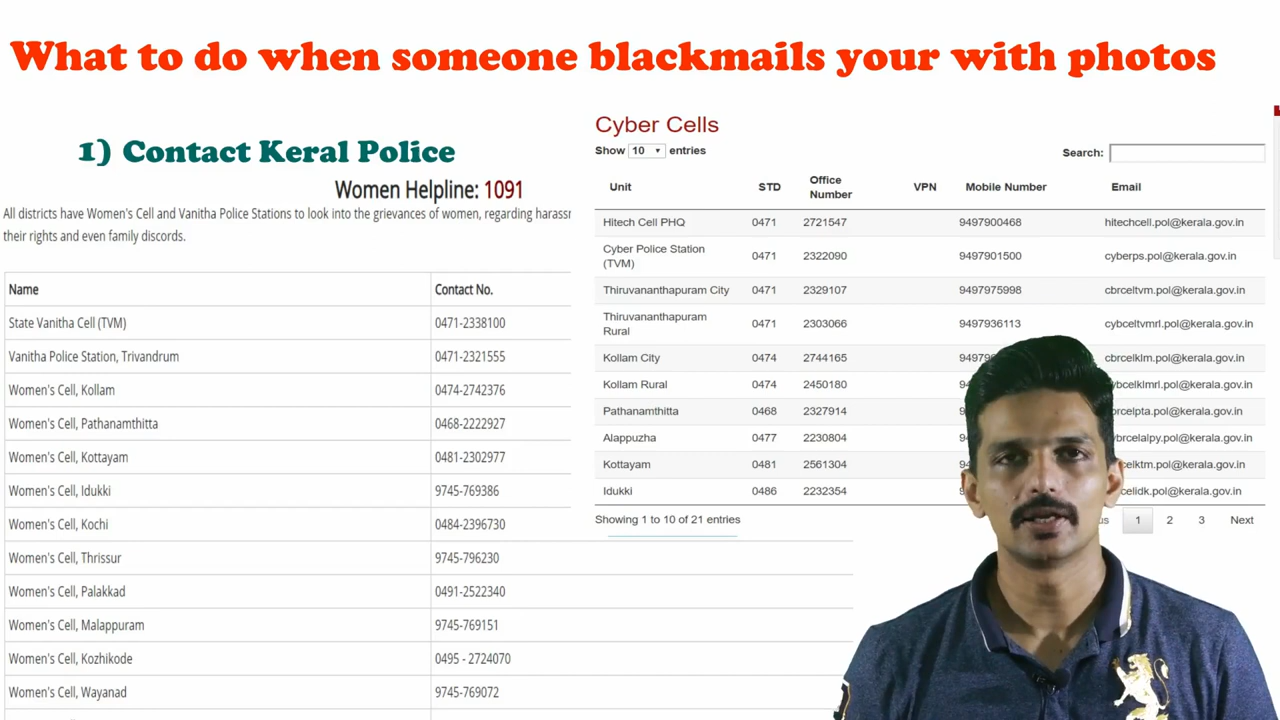 What to do when someone blackmails your with photos
1) Contact Keral Police
Women Helpline: 1091
All districts have Women's Cell and Vanitha Police Stations to look into the grievances of women, regarding
their rights and even family discords.
Name Contact No.
State Vanitha Cell (TVM) 0471-2338100
Vanitha Police Station, Trivandrum 0471-2321555
Women's Cell, Kollam 0474-2742376
Women's Cell, Pathanamthitta 0468-2222927
Women's Cell, Kottayam 0481-2302977
Women's Cell, Idukki 9745-769386
Women's Cell, Kochi 0484-2396730
Women's Cell, Thrissur 9745-796230
Women's Cell, Palakkad 0491-2522340
Women's Cell, Malappuram 9745-769151
Women's Cell, Kozhikode 0495 - 2724070
Women's Cell, Wayanad 9745-769072
Cyber Cells
Show 10 entries
Search:
Unit STD Office Number VPN Mobile Number Email
Hitech Cell PHQ 0471 2721547 9497900468 hitechcell.pol@kerala.gov.in
Cyber Police Station (TVM) 0471 2322090 9497901500 cyberps.pol@kerala.gov.in
Thiruvananthapuram City 0471 2329107 9497975998 cbrceltvm.pol@kerala.gov.in
Thiruvananthapuram Rural 0471 2303066 9497936113 cybceltvmrl.pol@kerala.gov.in
Kollam City 0474 2744165 cbrcelklm.pol@kerala.gov.in
Kollam Rural 0474 2450180
Pathanamthitta 0468 2327914
Alappuzha 0477 2230804
Kottayam 0481 2561304
Idukki 0486 2232354
Showing 1 to 10 of 21 entries
1 2 3 Next